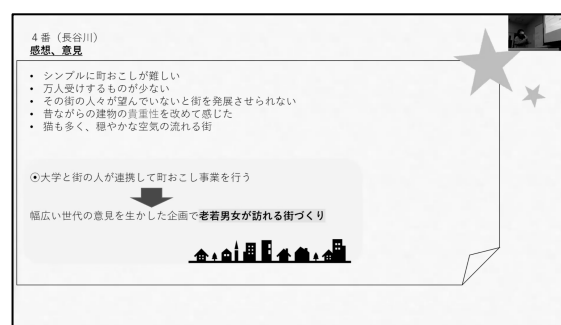 ４番（長谷川）
感想、意見
• シンプルに町おこしが難しい
• 万人受けするものが少ない
• その街の人々が望んでいないと街を発展させられない
• 昔ながらの建物の貴重性を改めて感じた
• 猫も多く、穏やかな空気の流れる街
⦿大学と街の人が連携して町おこし事業を行う
幅広い世代の意見を生かした企画で老若男女が訪れる街づくり